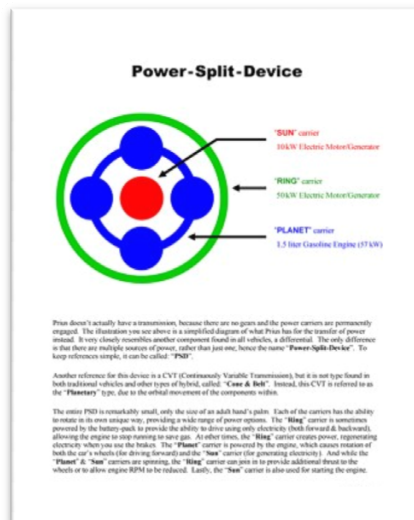 Power-Split-Device
"SUN" carrier
10 kW Electric Motor/Generator
"RING" carrier
50 kW Electric Motor/Generator
"PLANET" carrier
1.5 liter Gasoline Engine (57 kW)
Prius doesn't actually have a transmission, because there are no gears and the power carriers are permanently
engaged. The illustration you see above is a simplified diagram of what Prius has for the transfer of power
instead. It very closely resembles another component found in all vehicles, a differential. The only difference
is that there are multiple sources of power, rather than just one, hence the name "Power-Split-Device". To
keep references simple, it can be called: "PSD".
Another reference for this device is a CVT (Continuously Variable Transmission), but it is not type found in
both traditional vehicles and other types of hybrid, called: "Cone & Belt". Instead, this CVT is referred to as
the "Planetary" type, due to the orbital movement of the components within.
The entire PSD is remarkably small, only the size of an adult hand's palm. Each of the carriers has the ability
to rotate in its own unique way, providing a wide range of power options. The "Ring" carrier is sometimes
powered by the battery-pack to provide the ability to drive using only electricity (both forward & backward),
allowing the engine to stop running to save gas. At other times, the "Ring" carrier creates power, regenerating
electricity when you use the brakes. The "Planet" carrier is powered by the engine, which causes rotation of
both the car's wheels (for driving forward) and the "Sun" carrier (for generating electricity). And while the
"Planet" & "Sun" carriers are spinning, the "Ring" carrier can join in to provide additional thrust to the
wheels or to allow engine RPM to be reduced. Lastly, the "Sun" carrier is also used for starting the engine.